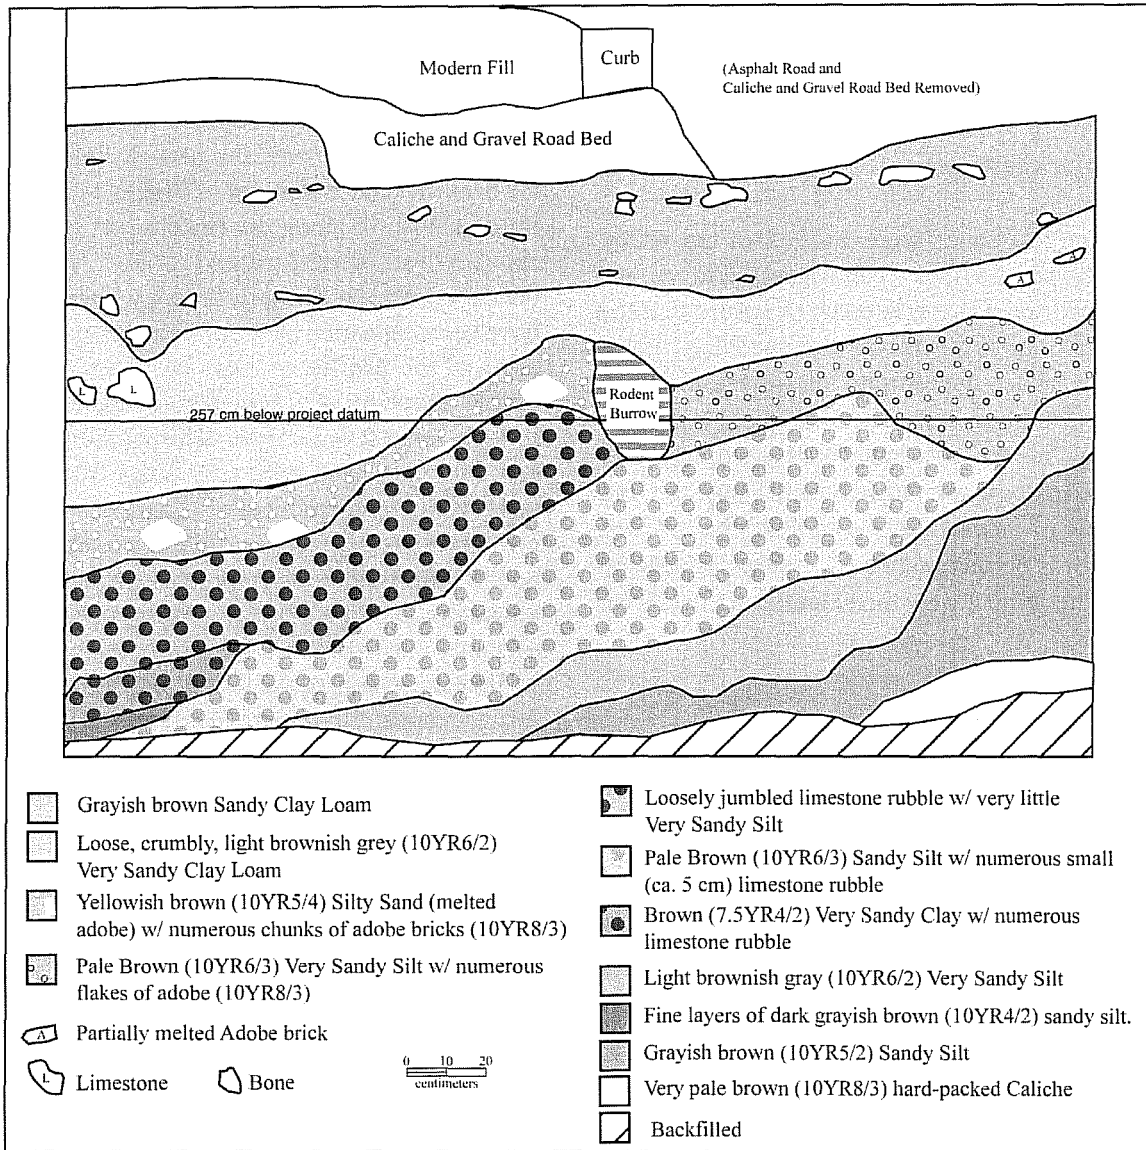 Modern Fill
Curb
(Asphalt Road and
Caliche and Gravel Road Bed Removed)
Caliche and Gravel Road Bed
A
A
L
L
Rodent
Burrow
257 cm below project datum
Grayish brown Sandy Clay Loam
Loose, crumbly, light brownish grey (10YR6/2)
Very Sandy Clay Loam
Yellowish brown (10YR5/4) Silty Sand (melted
adobe) w/ numerous chunks of adobe bricks (10YR8/3)
Pale Brown (10YR6/3) Very Sandy Silt w/ numerous
flakes of adobe (10YR8/3)
A Partially melted Adobe brick
L Limestone
Bone
0 10 20
centimeters
Loosely jumbled limestone rubble w/ very little
Very Sandy Silt
Pale Brown (10YR6/3) Sandy Silt w/ numerous small
(ca. 5 cm) limestone rubble
Brown (7.5YR4/2) Very Sandy Clay w/ numerous
limestone rubble
Light brownish gray (10YR6/2) Very Sandy Silt
Fine layers of dark grayish brown (10YR4/2) sandy silt.
Grayish brown (10YR5/2) Sandy Silt
Very pale brown (10YR8/3) hard-packed Caliche
Backfilled